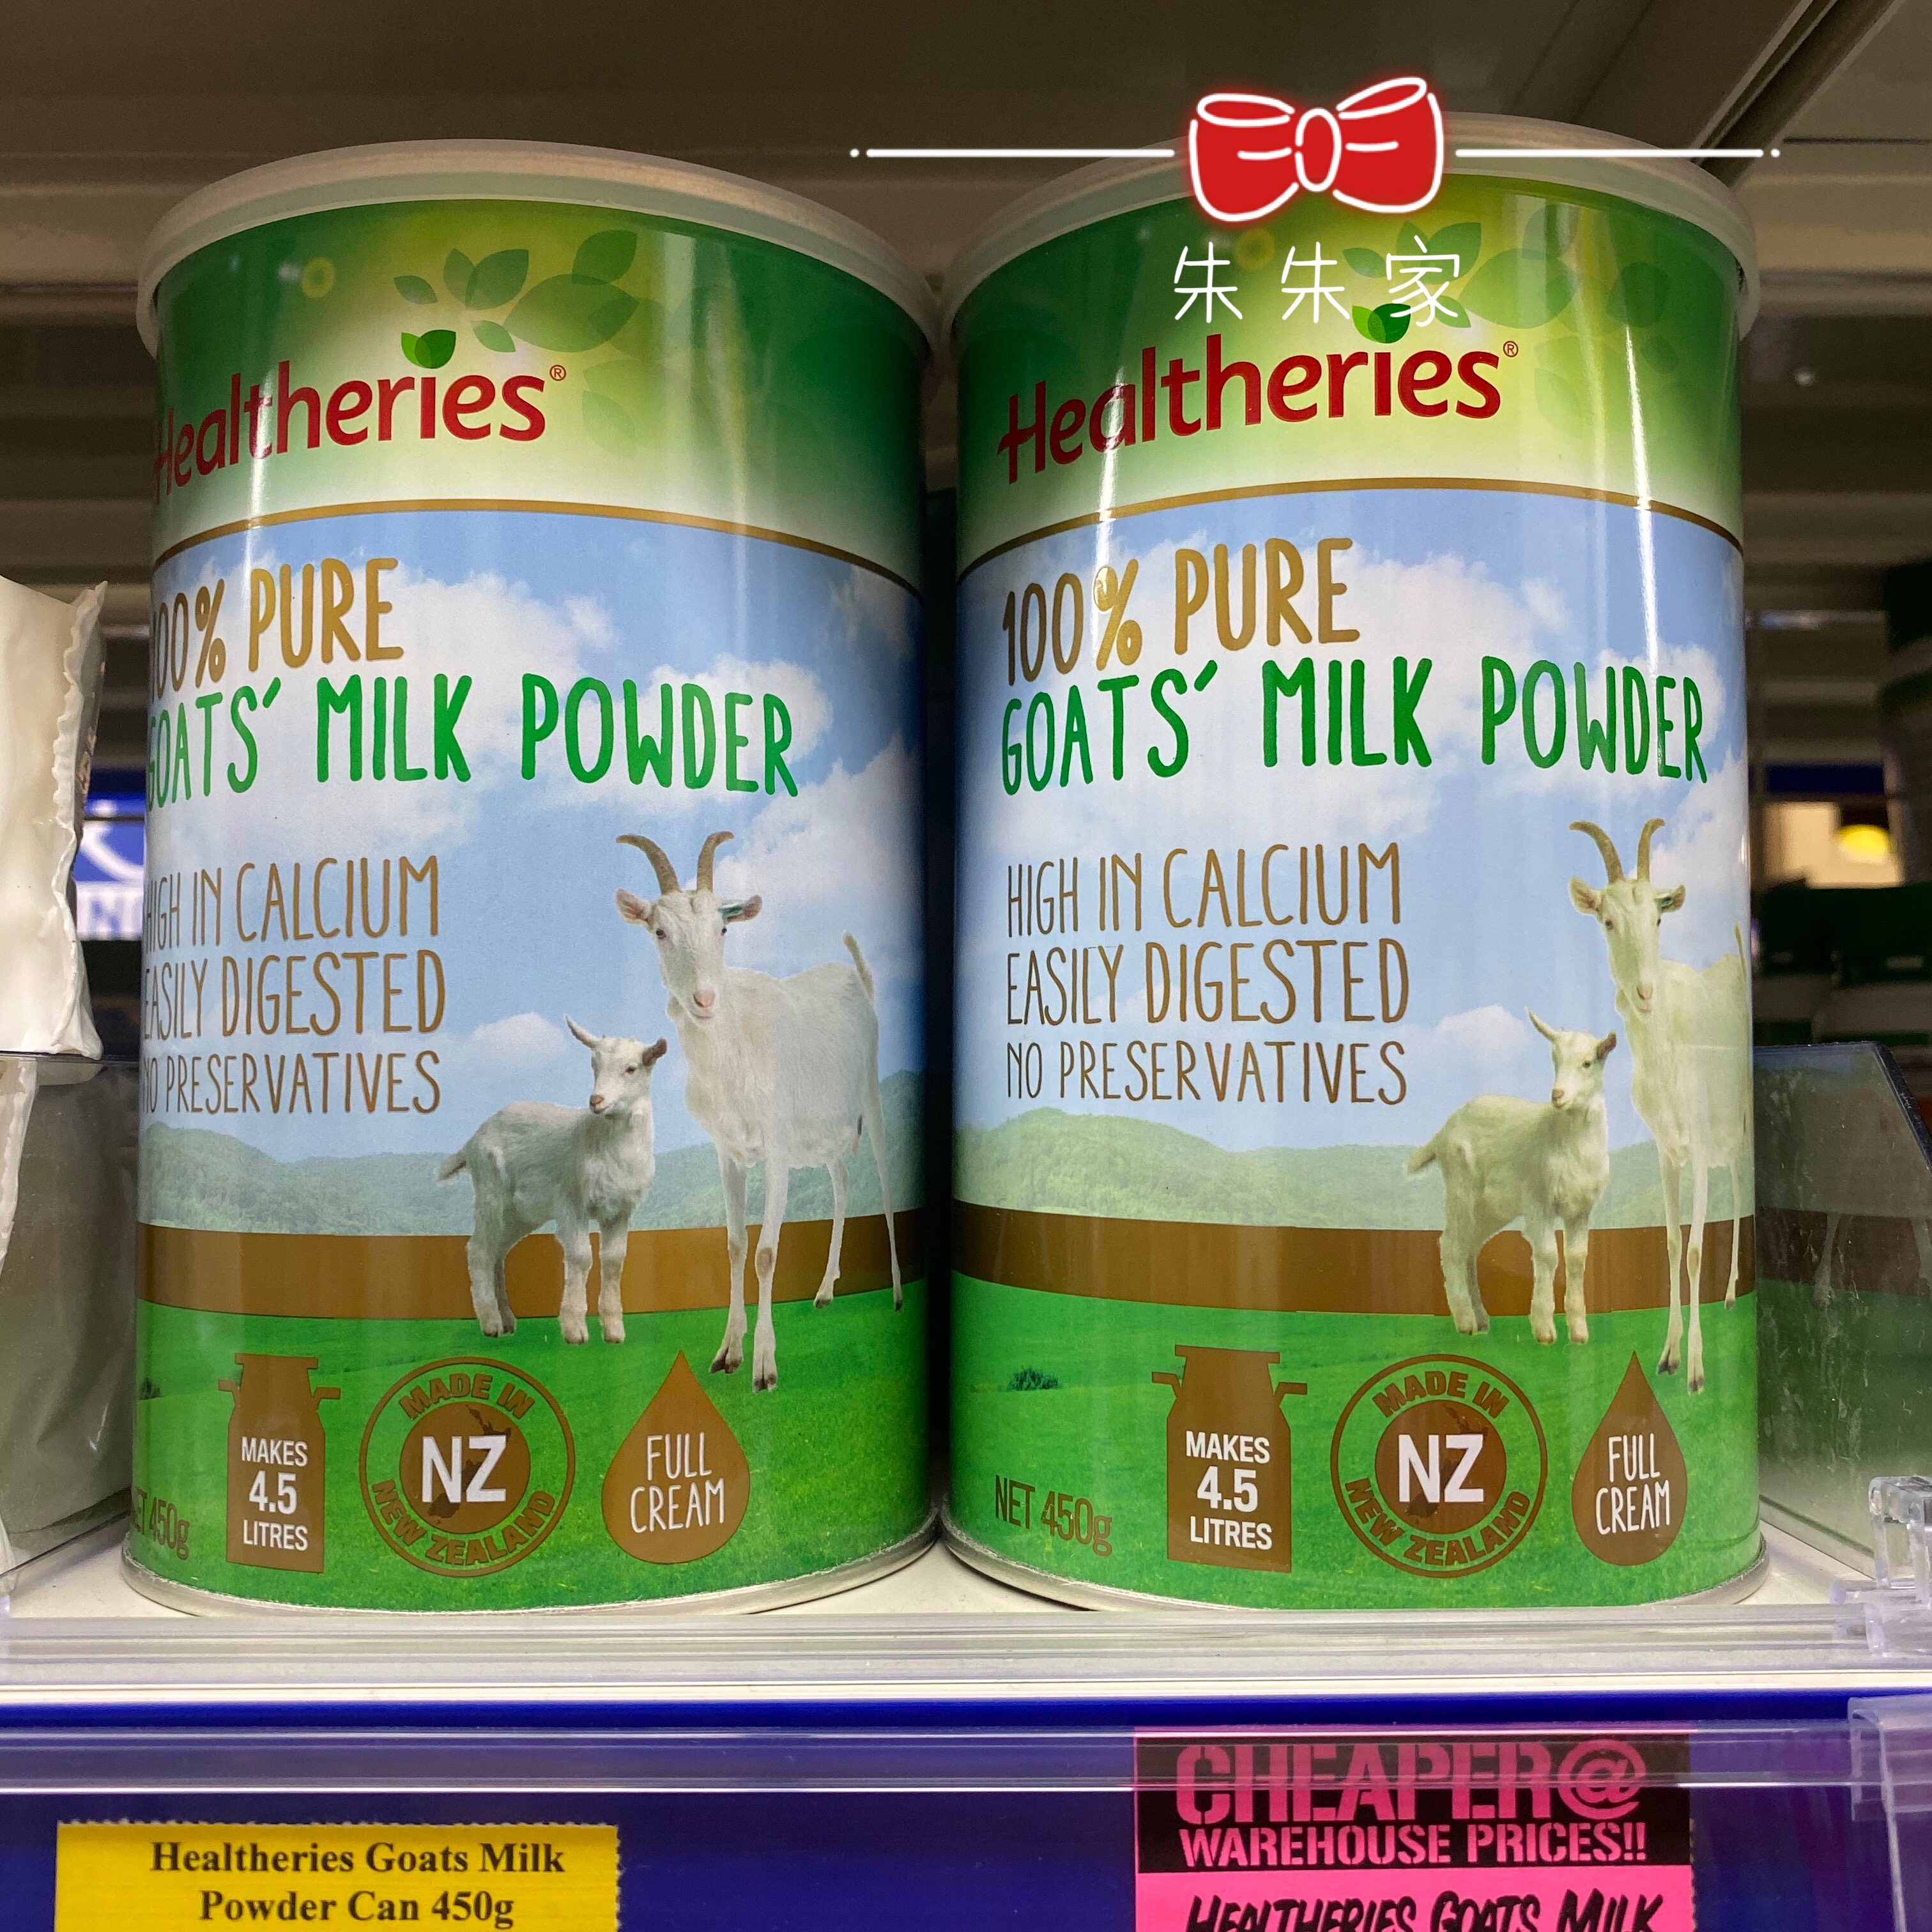 朱朱家
Healtheries®
100% PURE
GOATS' MILK POWDER
HIGH IN CALCIUM
EASILY DIGESTED
NO PRESERVATIVES
NET 450g
MAKES
4.5
LITRES
MADE IN
NZ
NEW ZEALAND
FULL
CREAM
Healtheries®
100% PURE
GOATS' MILK POWDER
HIGH IN CALCIUM
EASILY DIGESTED
NO PRESERVATIVES
NET 450g
MAKES
4.5
LITRES
MADE IN
NZ
NEW ZEALAND
FULL
CREAM
Healtheries Goats Milk
Powder Can 450g
CHEAPER@
WAREHOUSE PRICES!!
HEALTHERIES GOATS MILK